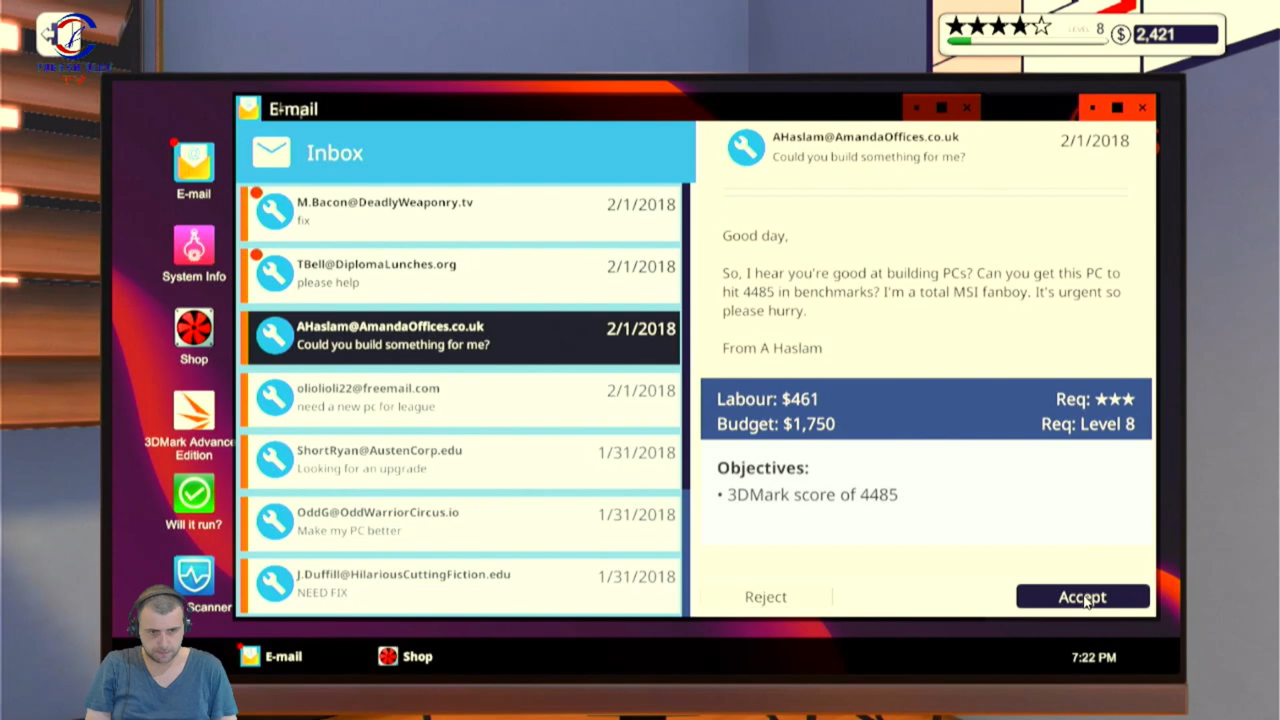 LEVEL 8
$ 2,421
E-mail
Inbox
AHaslam@AmandaOffices.co.uk
2/1/2018
Could you build something for me?
M.Bacon@DeadlyWeaponry.tv
2/1/2018
fix
TBell@DiplomaLunches.org
2/1/2018
please help
AHaslam@AmandaOffices.co.uk
2/1/2018
Could you build something for me?
oliolioli22@freemail.com
2/1/2018
need a new pc for league
ShortRyan@AustenCorp.edu
1/31/2018
Looking for an upgrade
OddG@OddWarriorCircus.io
1/31/2018
Make my PC better
J.Duffill@HilariousCuttingFiction.edu
1/31/2018
NEED FIX
Good day,
So, I hear you're good at building PCs? Can you get this PC to
hit 4485 in benchmarks? I'm a total MSI fanboy. It's urgent so
please hurry.
From A Haslam
Labour: $461
Req: ★★★
Budget: $1,750
Req: Level 8
Objectives:
• 3DMark score of 4485
Reject
Accept
E-mail
System Info
Shop
3DMark Advance
Edition
Will it run?
Scanner
E-mail
Shop
7:22 PM